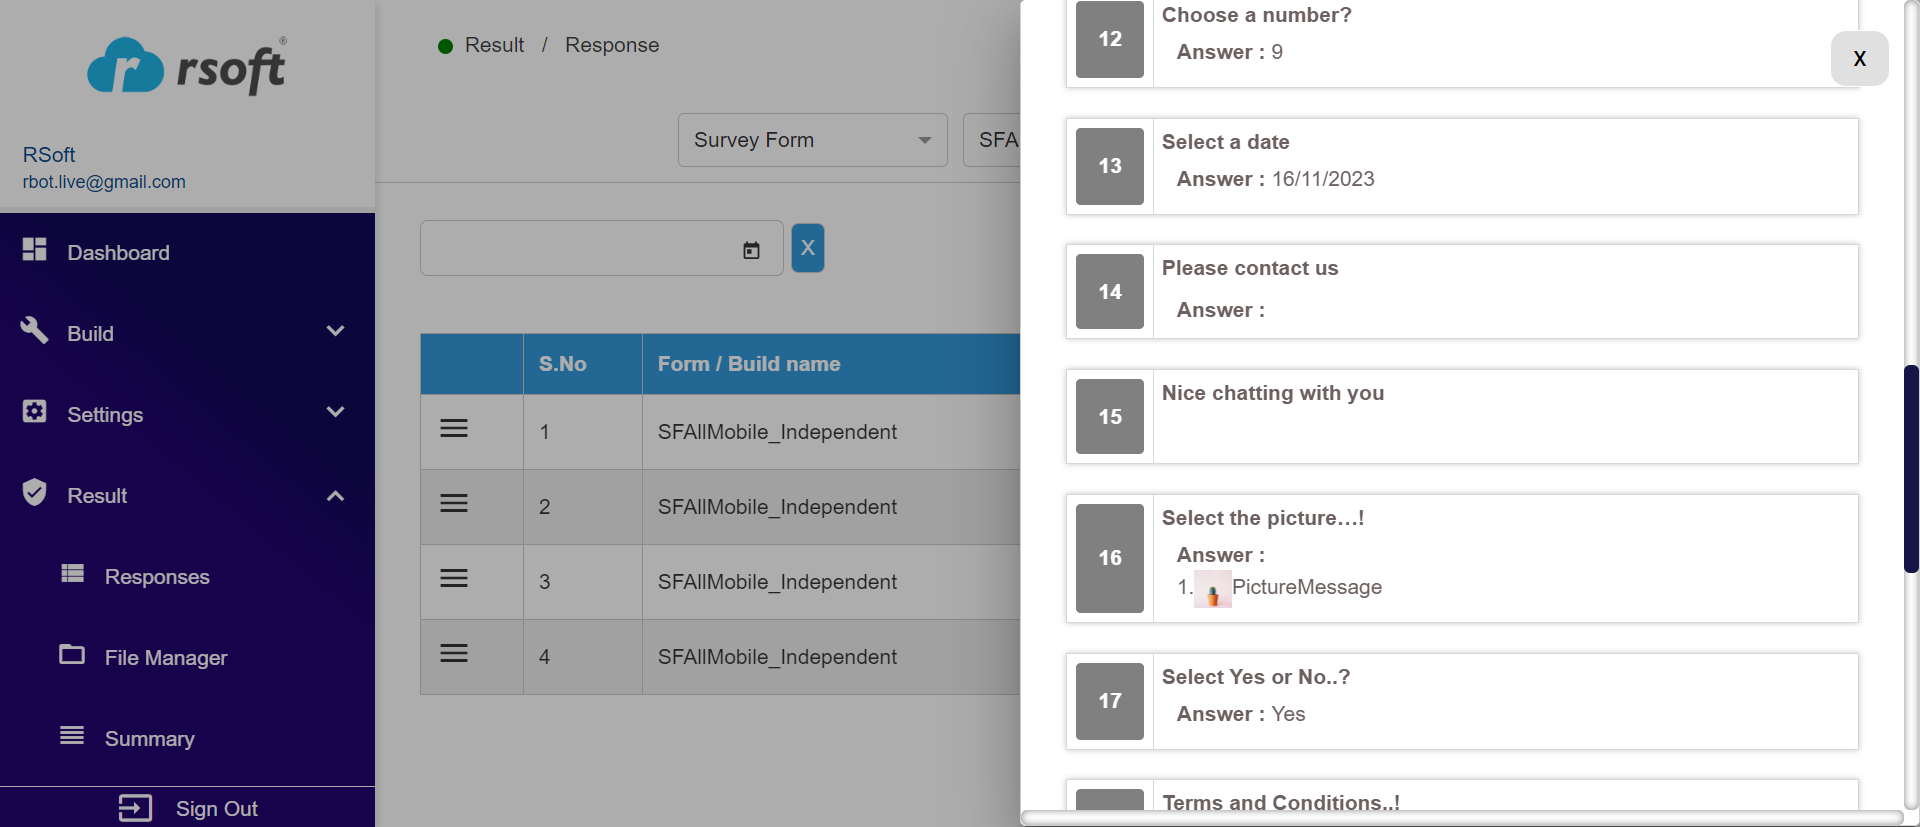 rsoft®
RSoft
rbot.live@gmail.com
Dashboard
Build
Settings
Result
Responses
File Manager
Summary
Sign Out
Result / Response
Survey Form
SFA
X
S.No Form / Build name
1 SFAllMobile_Independent
2 SFAllMobile_Independent
3 SFAllMobile_Independent
4 SFAllMobile_Independent
X
12 Choose a number?
Answer : 9
13 Select a date
Answer : 16/11/2023
14 Please contact us
Answer :
15 Nice chatting with you
16 Select the picture...!
Answer :
1. PictureMessage
17 Select Yes or No..?
Answer : Yes
Terms and Conditions..!